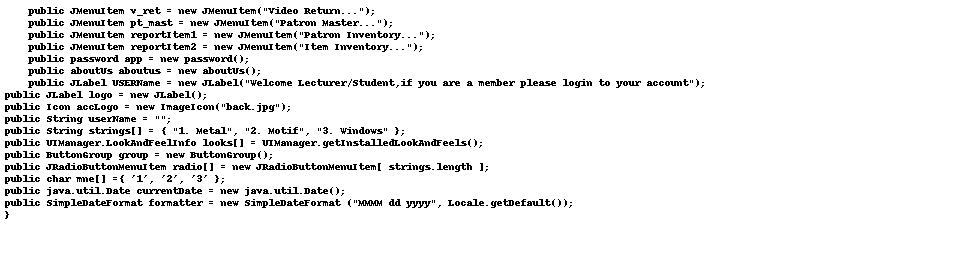 public JMenuItem v_ret = new JMenuItem("Video Return...");
public JMenuItem pt_mast = new JMenuItem("Patron Master...");
public JMenuItem reportItem1 = new JMenuItem("Patron Inventory...");
public JMenuItem reportItem2 = new JMenuItem("Item Inventory...");
public password app = new password();
public aboutUs aboutus = new aboutUs();
public JLabel USERName = new JLabel("Welcome Lecturer/Student,if you are a member please login to your account");
public JLabel logo = new JLabel();
public Icon accLogo = new ImageIcon("back.jpg");
public String userName = "";
public String strings[] = { "1. Metal", "2. Motif", "3. Windows" };
public UIManager.LookAndFeelInfo looks[] = UIManager.getInstalledLookAndFeels();
public ButtonGroup group = new ButtonGroup();
public JRadioButtonMenuItem radio[] = new JRadioButtonMenuItem[ strings.length ];
public char mne[] ={ '1', '2', '3' };
public java.util.Date currentDate = new java.util.Date();
public SimpleDateFormat formatter = new SimpleDateFormat ("MMMM dd yyyy", Locale.getDefault());
}